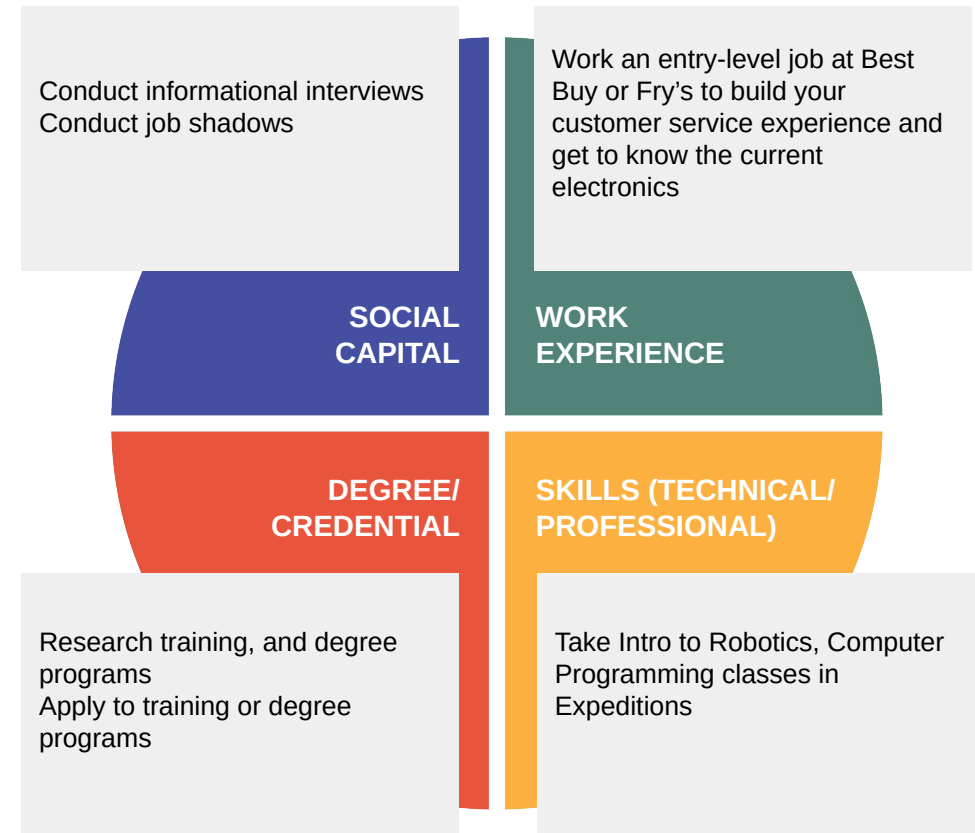 Conduct informational interviews
Conduct job shadows
Work an entry-level job at Best
Buy or Fry’s to build your
customer service experience and
get to know the current
electronics
SOCIAL
CAPITAL
WORK
EXPERIENCE
DEGREE/
CREDENTIAL
SKILLS (TECHNICAL/
PROFESSIONAL)
Research training, and degree
programs
Apply to training or degree
programs
Take Intro to Robotics, Computer
Programming classes in
Expeditions